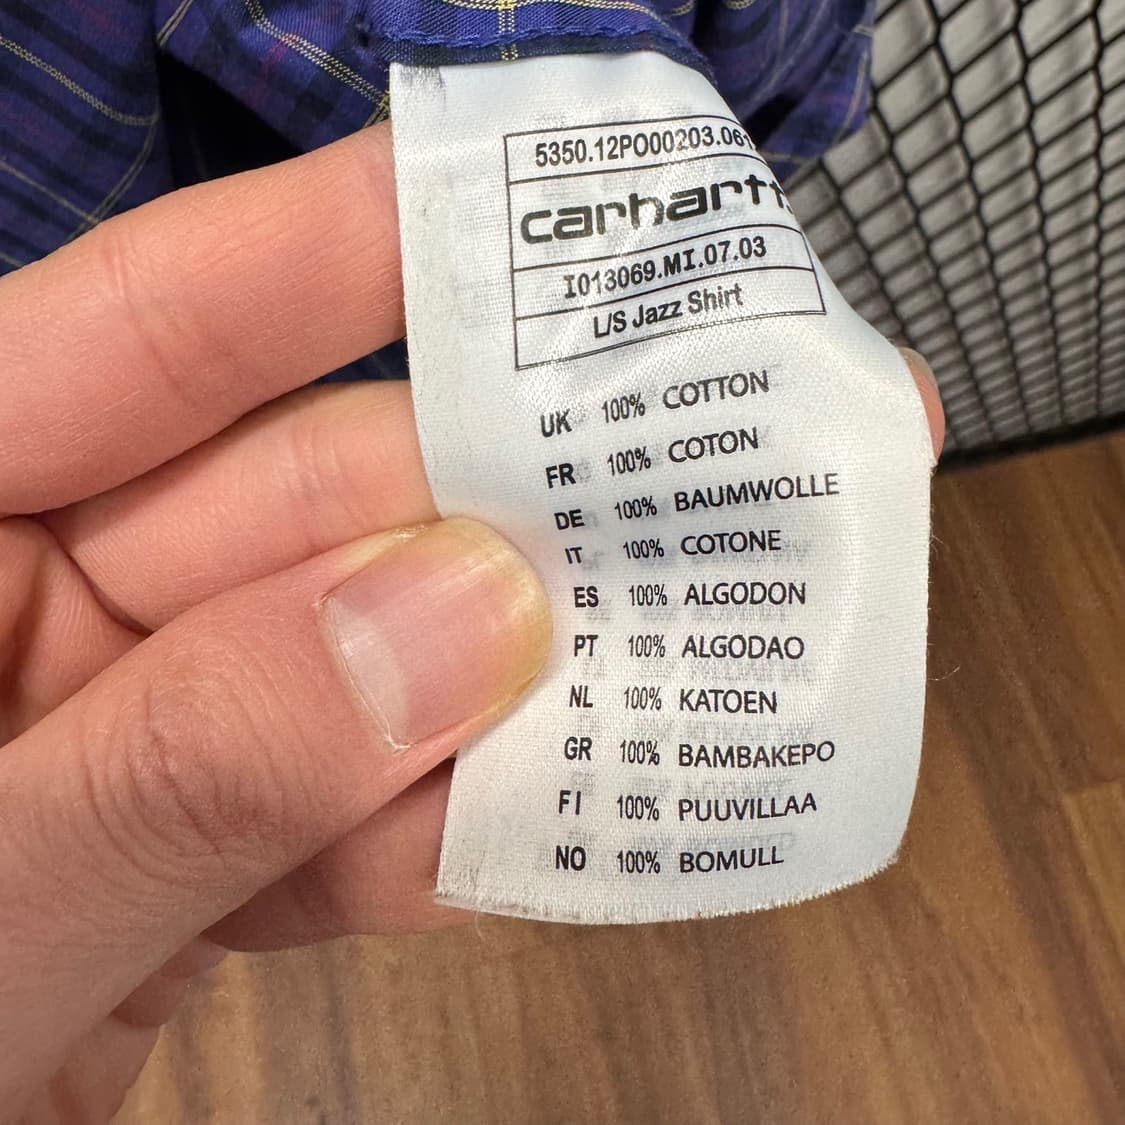 5350.12PO00203.061
carhartt
I013069.MI.07.03
L/S Jazz Shirt
UK 100% COTTON
FR 100% COTON
DE 100% BAUMWOLLE
IT 100% COTONE
ES 100% ALGODON
PT 100% ALGODAO
NL 100% KATOEN
GR 100% BAMBAKEPO
FI 100% PUUVILLAA
NO 100% BOMULL